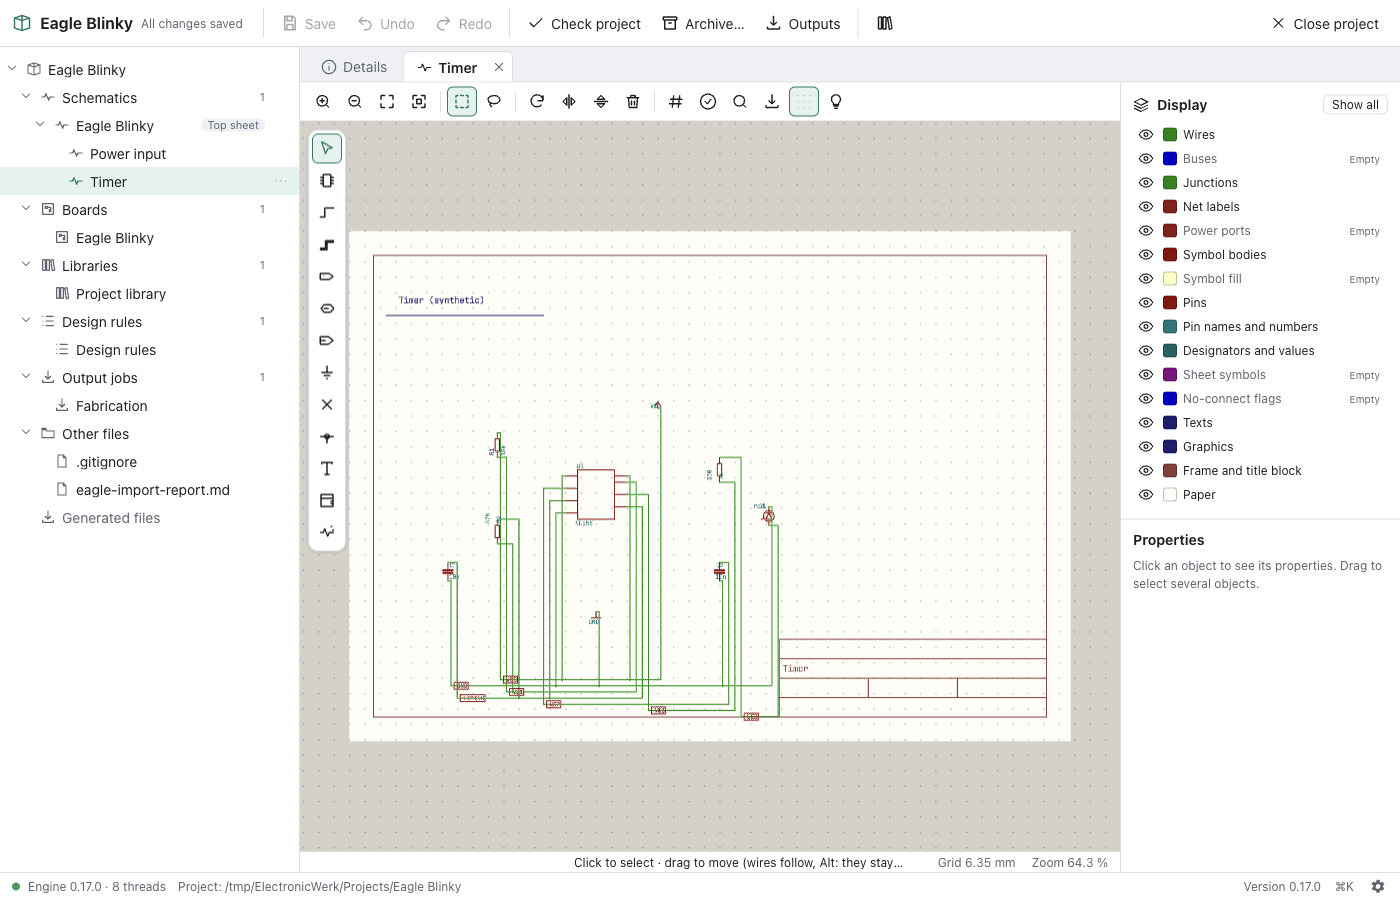 Eagle Blinky All changes saved Save Undo Redo Check project Archive... Outputs Close project
Eagle Blinky
Schematics 1
Eagle Blinky Top sheet
Power input
Timer
Boards 1
Eagle Blinky
Libraries 1
Project library
Design rules 1
Design rules
Output jobs 1
Fabrication
Other files
.gitignore
eagle-import-report.md
Generated files
Details Timer
Timer (synthetic)
Timer
Click to select · drag to move (wires follow, Alt: they stay... Grid 6.35 mm Zoom 64.3 %
Display Show all
Wires
Buses Empty
Junctions
Net labels
Power ports Empty
Symbol bodies
Symbol fill Empty
Pins
Pin names and numbers
Designators and values
Sheet symbols Empty
No-connect flags Empty
Texts
Graphics
Frame and title block
Paper
Properties
Click an object to see its properties. Drag to
select several objects.
Engine 0.17.0 · 8 threads Project: /tmp/ElectronicWerk/Projects/Eagle Blinky Version 0.17.0 ⌘K